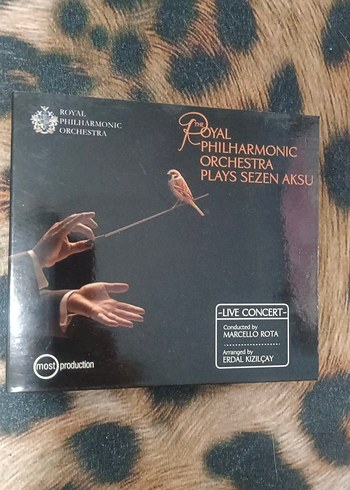 ROYAL
PHILHARMONIC
ORCHESTRA
The
ROYAL
PHILHARMONIC
ORCHESTRA
PLAYS SEZEN AKSU
-LIVE CONCERT-
Conducted by
MARCELLO ROTA
Arranged by
ERDAL KIZILÇAY
most production